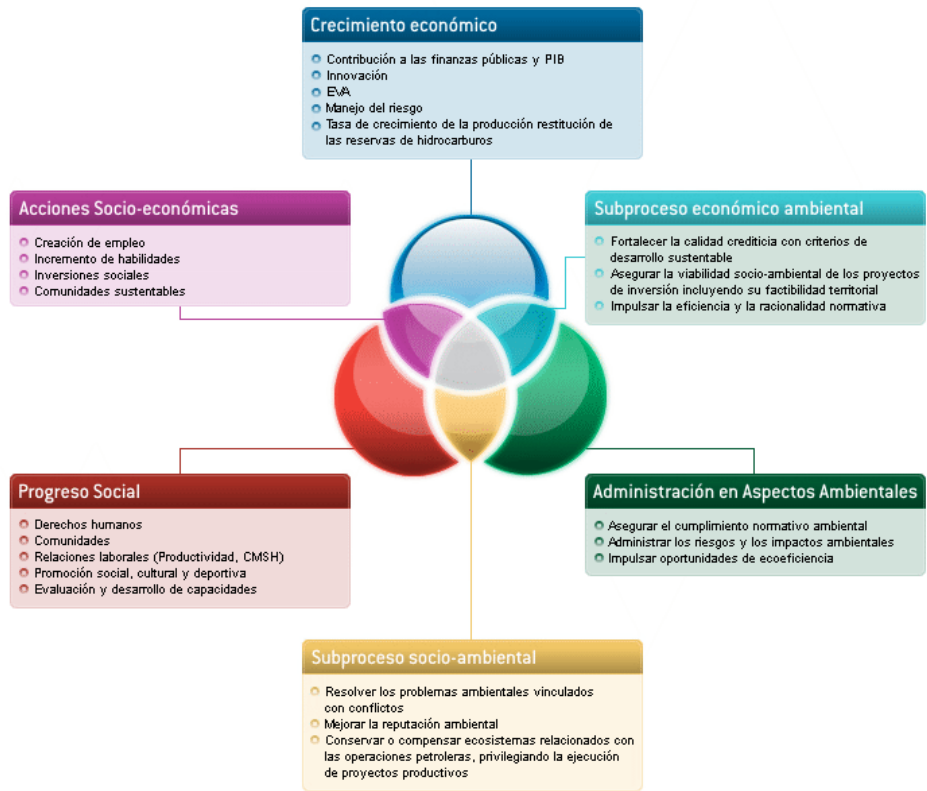 Crecimiento económico
Contribución a las finanzas públicas y PIB
Innovación
EVA
Manejo del riesgo
Tasa de crecimiento de la producción restitución de
las reservas de hidrocarburos
Acciones Socio-económicas
Creación de empleo
Incremento de habilidades
Inversiones sociales
Comunidades sustentables
Subproceso económico ambiental
Fortalecer la calidad crediticia con criterios de
desarrollo sustentable
Asegurar la viabilidad socio-ambiental de los proyectos
de inversión incluyendo su factibilidad territorial
Impulsar la eficiencia y la racionalidad normativa
Progreso Social
Derechos humanos
Comunidades
Relaciones laborales (Productividad, CMSH)
Promoción social, cultural y deportiva
Evaluación y desarrollo de capacidades
Administración en Aspectos Ambientales
Asegurar el cumplimiento normativo ambiental
Administrar los riesgos y los impactos ambientales
Impulsar oportunidades de ecoeficiencia
Subproceso socio-ambiental
Resolver los problemas ambientales vinculados
con conflictos
Mejorar la reputación ambiental
Conservar o compensar ecosistemas relacionados con
las operaciones petroleras, privilegiando la ejecución
de proyectos productivos